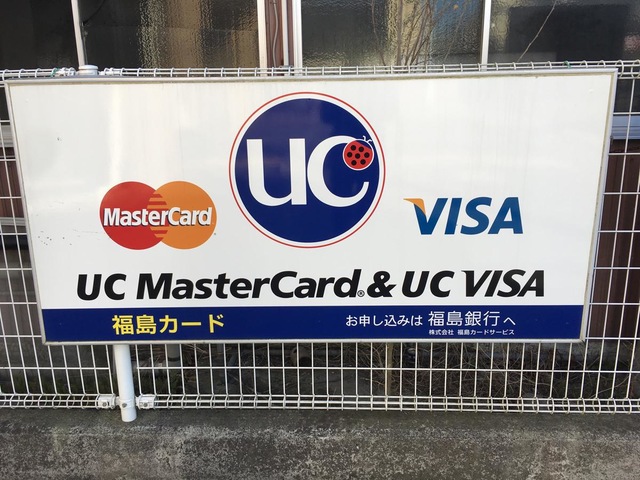 UC
MasterCard
VISA
UC MasterCard® & UC VISA
福島カード
お申し込みは 福島銀行へ
株式会社 福島カードサービス